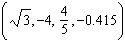 (√3, -4, 4/5, -0.415)